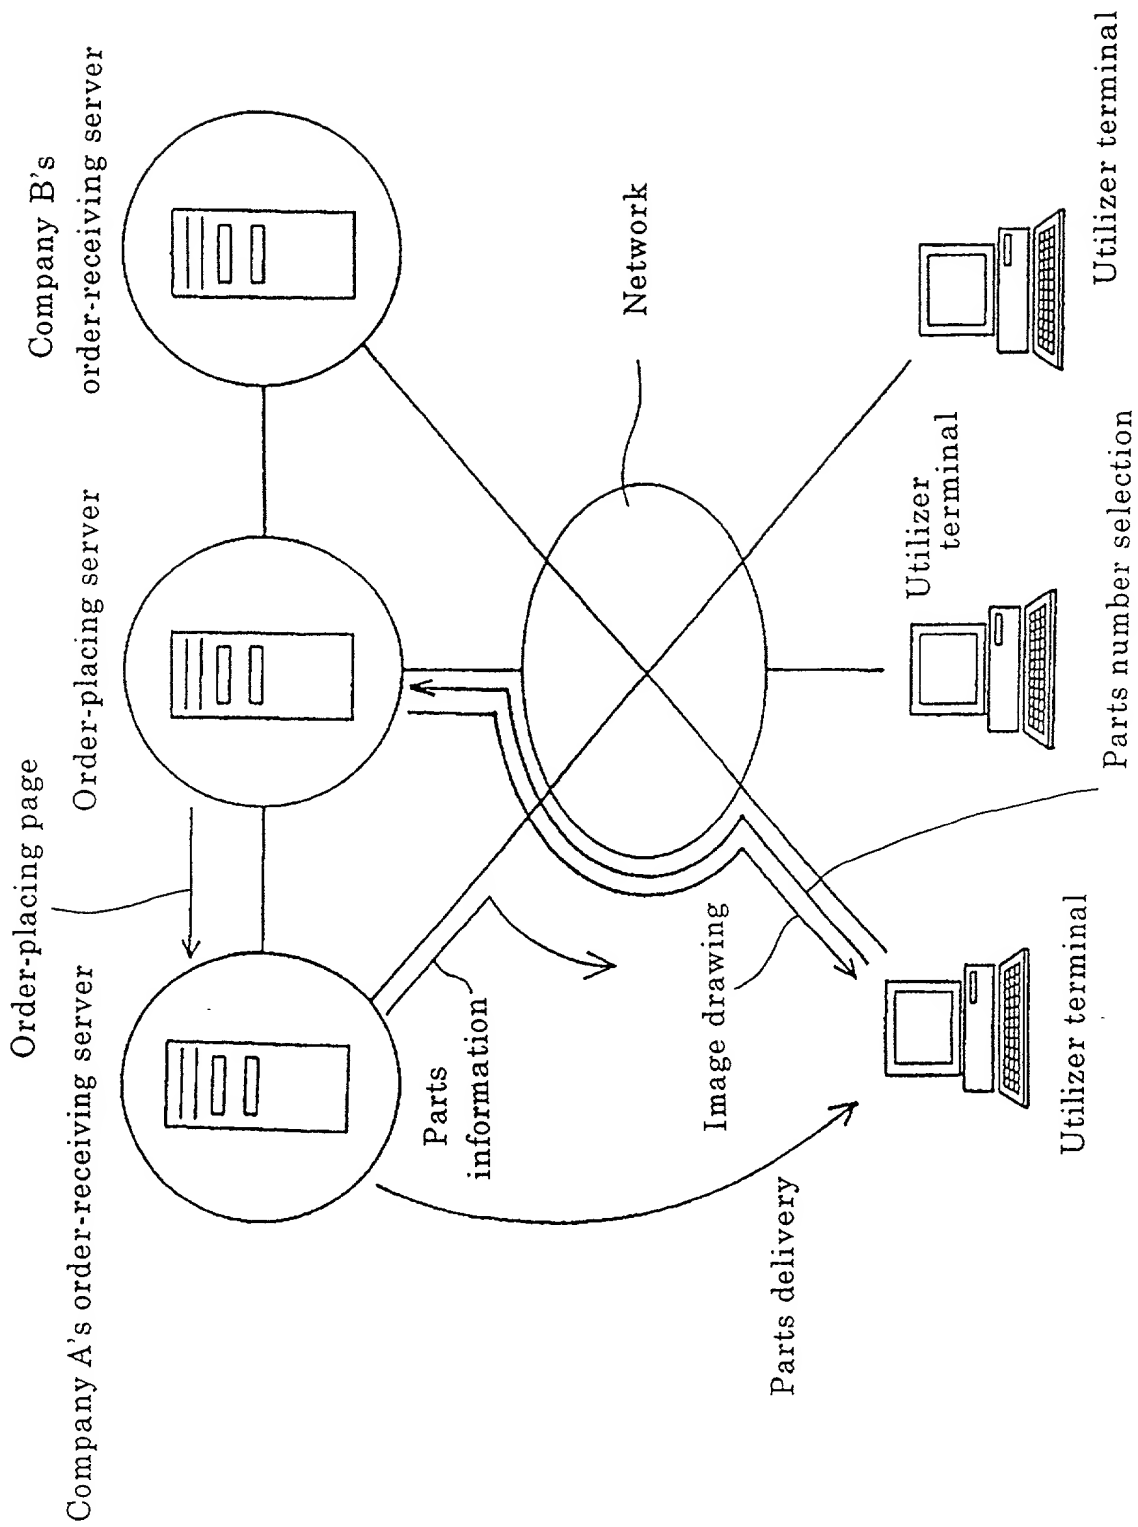 Order-placing page
Company A's order-receiving server
Order-placing server
Company B's
order-receiving server
Parts
information
Network
Image drawing
Parts delivery
Utilizer
terminal
Utilizer terminal
Utilizer terminal
Parts number selection